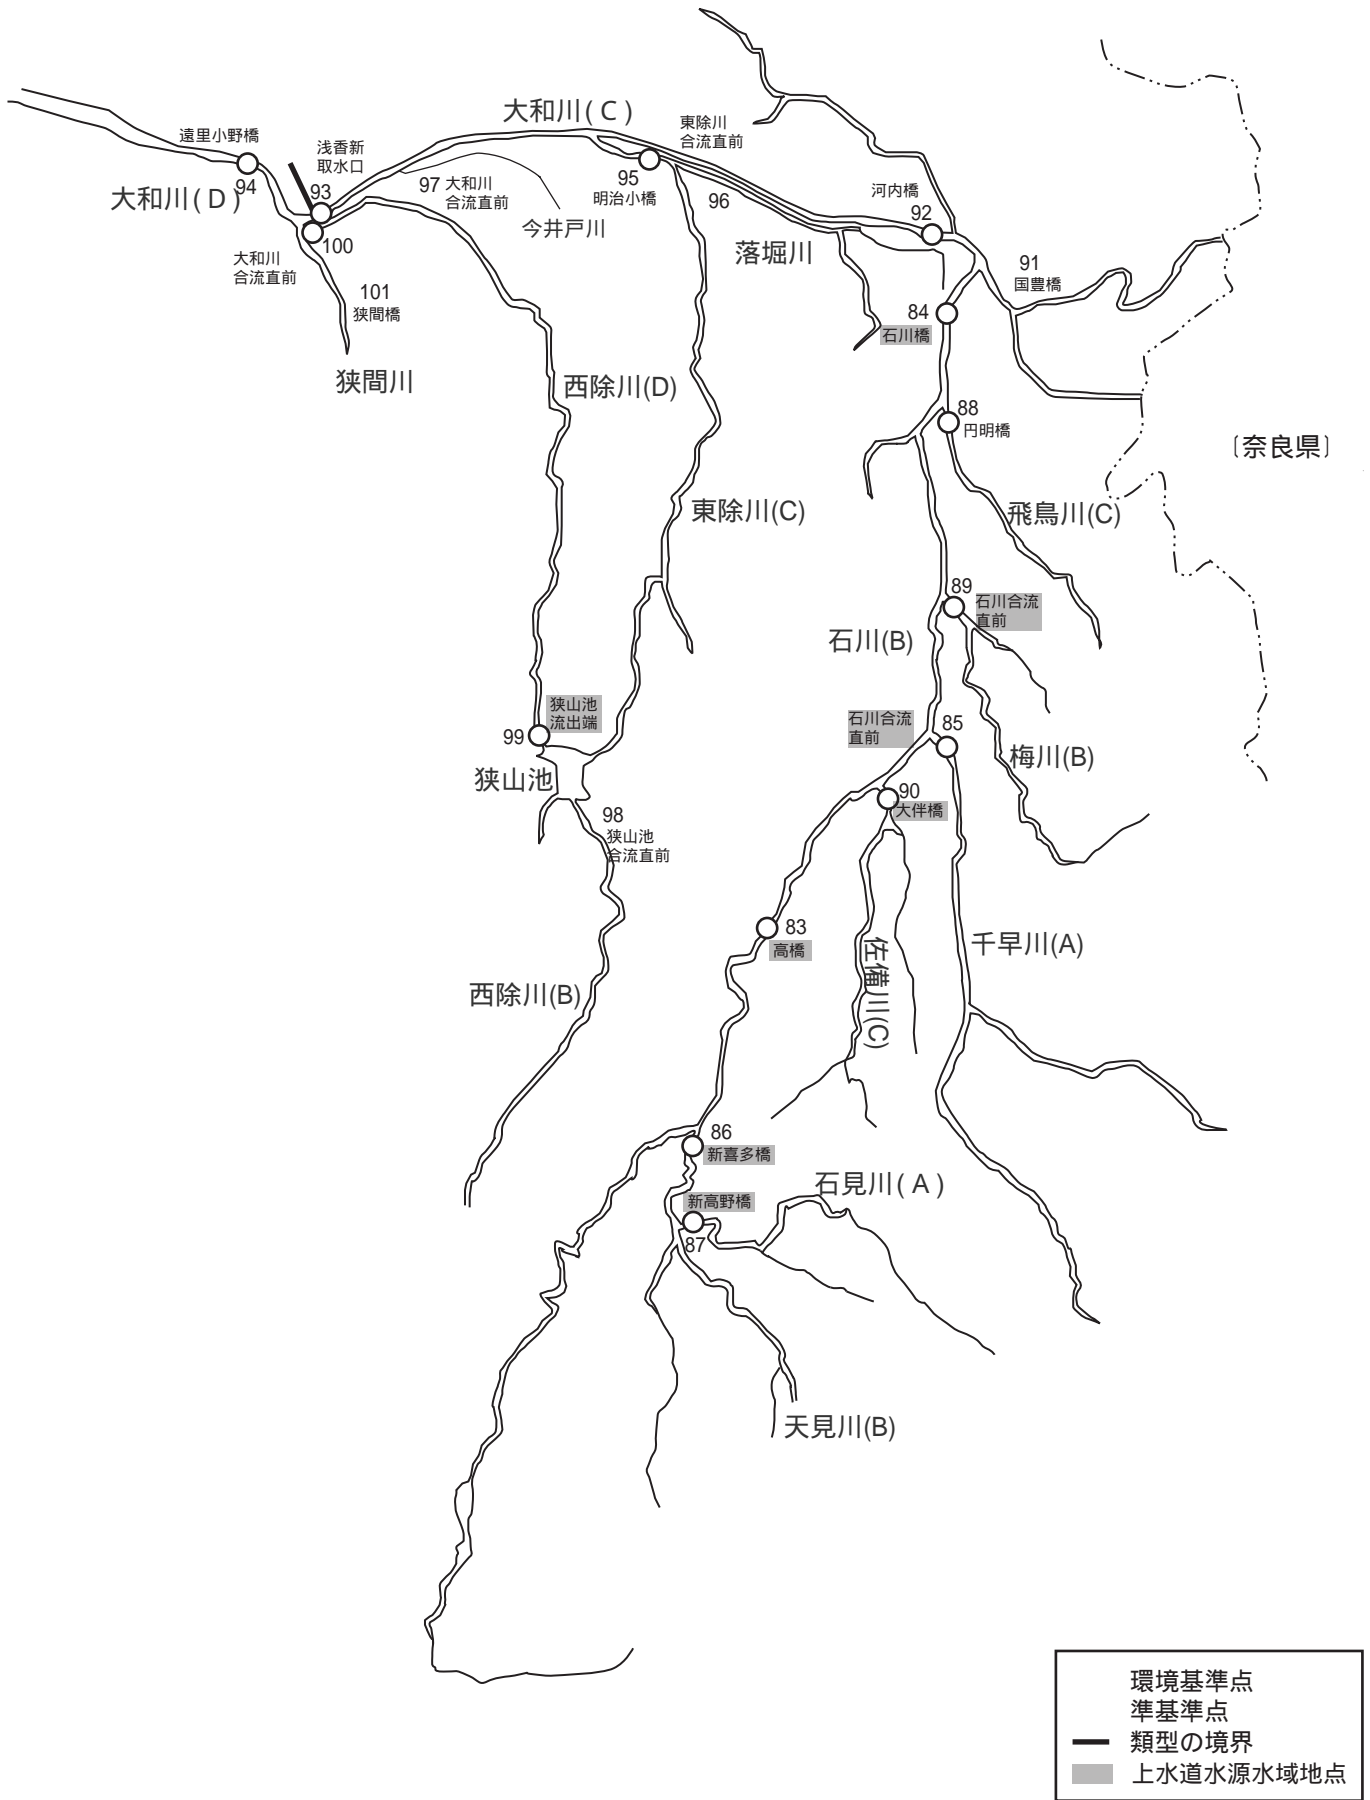 大和川( C )
遠里小野橋
94
大和川( D )
浅香新
取水口
93
100
大和川
合流直前
101
狭間橋
狭間川
97
大和川
合流直前
今井戸川
東除川
合流直前
95
明治小橋
96
落堀川
河内橋
92
91
国豊橋
84
石川橋
88
円明橋
〔奈良県〕
西除川(D)
東除川(C)
飛鳥川(C)
89
石川合流
直前
石川(B)
石川合流
直前
85
梅川(B)
狭山池
流出端
99
狭山池
98
狭山池
合流直前
90
大伴橋
83
高橋
佐備川(C)
千早川(A)
西除川(B)
86
新喜多橋
石見川( A )
新高野橋
87
天見川(B)
環境基準点
準基準点
類型の境界
上水道水源水域地点